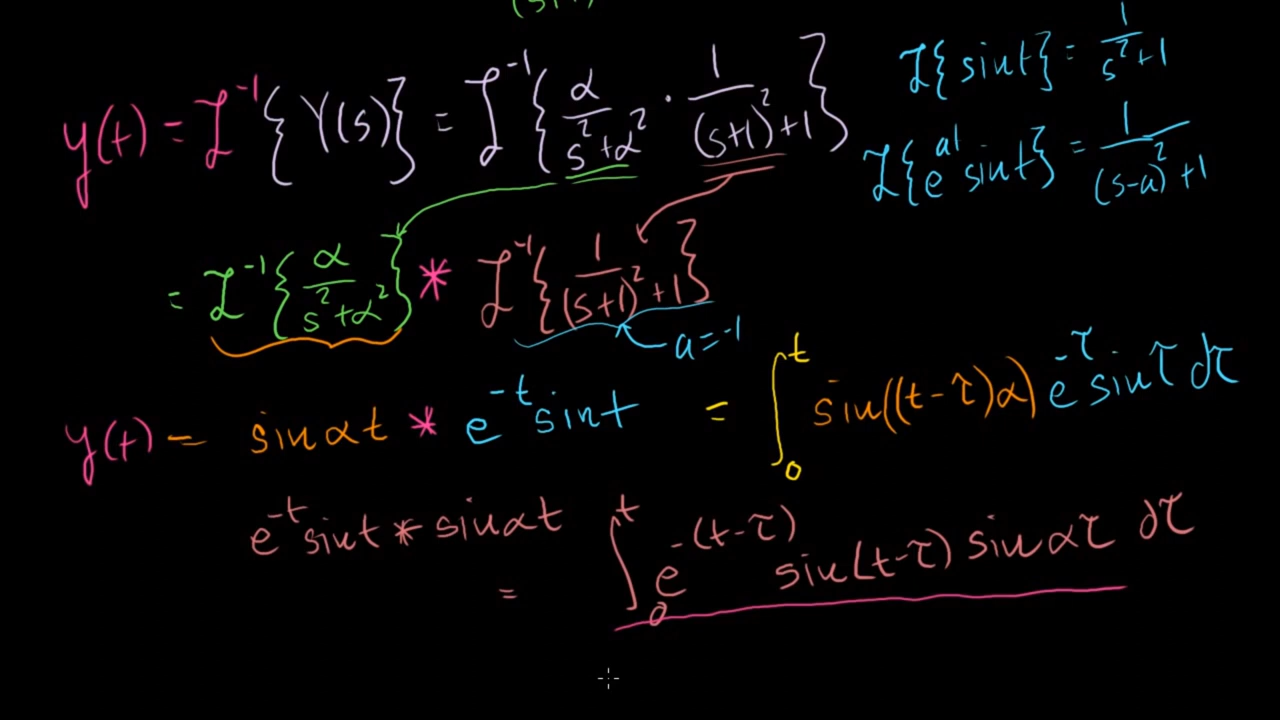 (s+1)
y(t) = ℒ⁻¹{Y(s)} = ℒ⁻¹{α/(s²+α²) · 1/((s+1)²+1)}
ℒ{sin t} = 1/(s²+1)
ℒ{e^(at) sin t} = 1/((s-a)²+1)
= ℒ⁻¹{α/(s²+α²)} * ℒ⁻¹{1/((s+1)²+1)}
a = -1
y(t) = sin αt * e^(-t) sin t = ∫₀ᵗ sin((t-τ)α) e^(-τ) sin τ dτ
e^(-t) sin t * sin αt
= ∫₀ᵗ e^(-(t-τ)) sin(t-τ) sin ατ dτ